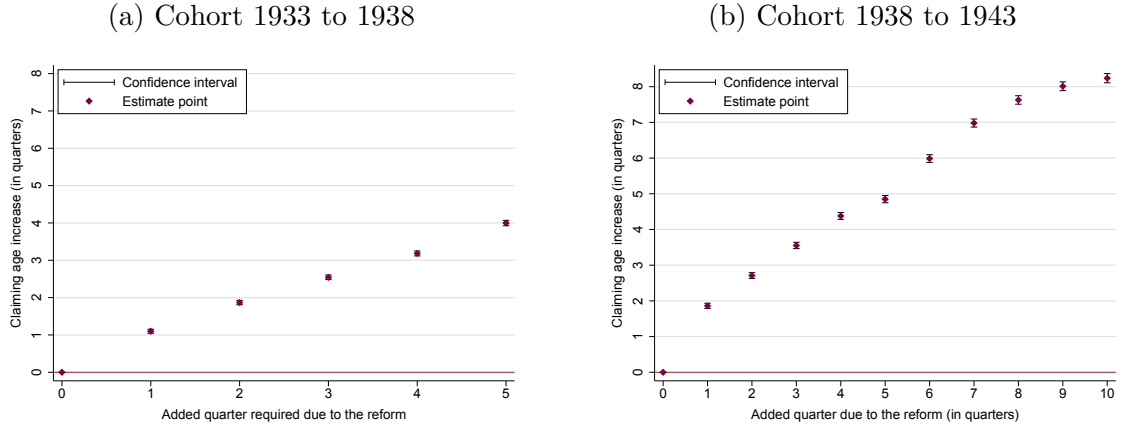 (a) Cohort 1933 to 1938
Confidence interval
Estimate point
Claiming age increase (in quarters)
8
7
6
5
4
3
2
1
0
0 1 2 3 4 5
Added quarter required due to the reform
(b) Cohort 1938 to 1943
Confidence interval
Estimate point
Claiming age increase (in quarters)
8
7
6
5
4
3
2
1
0
0 1 2 3 4 5 6 7 8 9 10
Added quarter due to the reform (in quarters)